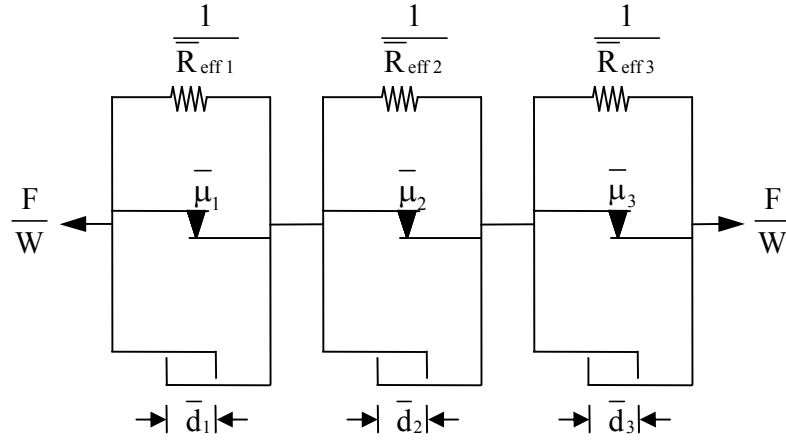 1 1 1
R̅eff 1 R̅eff 2 R̅eff 3
μ̅1 μ̅2 μ̅3
F F
W W
d̅1 d̅2 d̅3